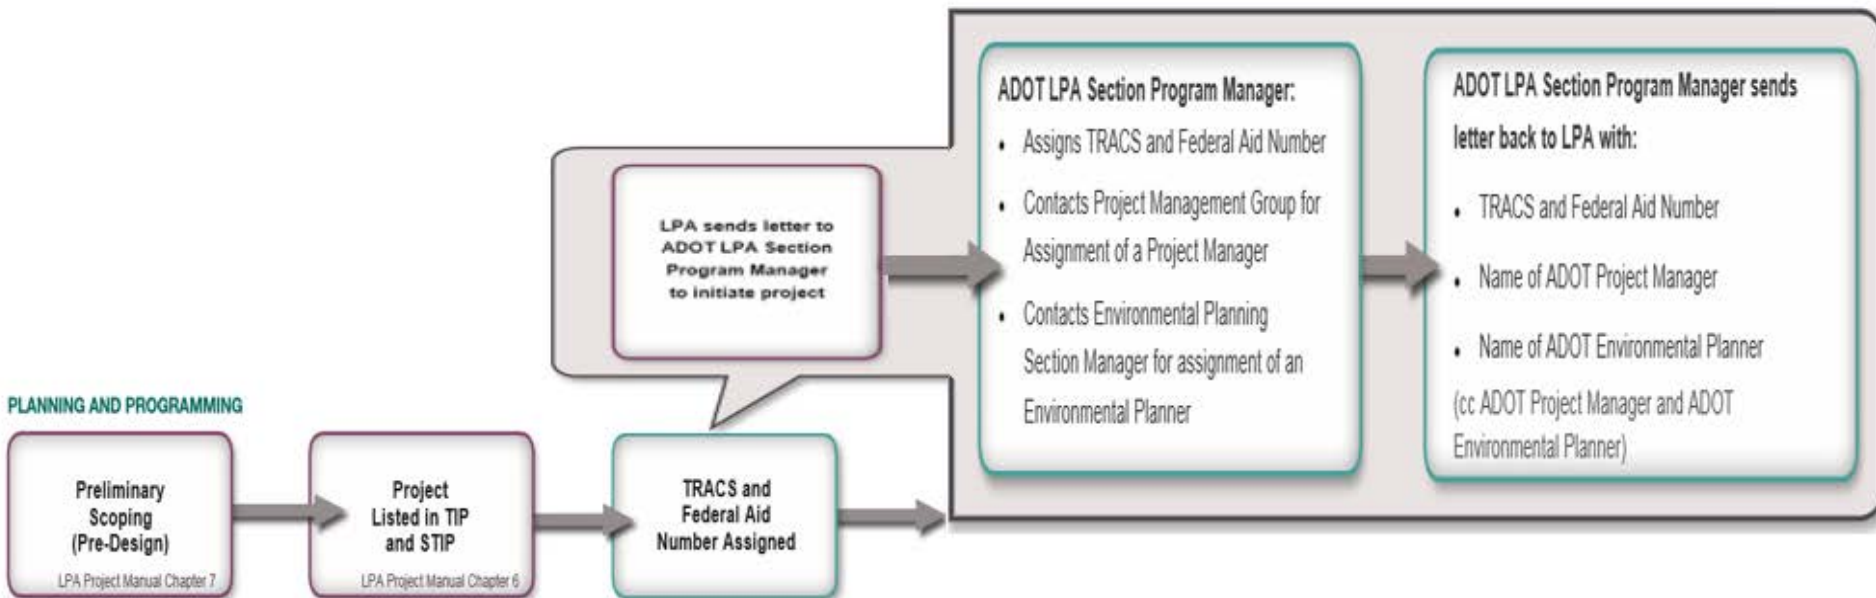 PLANNING AND PROGRAMMING
Preliminary
Scoping
(Pre-Design)
LPA Project Manual Chapter 7
Project
Listed in TIP
and STIP
LPA Project Manual Chapter 6
TRACS and
Federal Aid
Number Assigned
LPA sends letter to
ADOT LPA Section
Program Manager
to initiate project
ADOT LPA Section Program Manager:
• Assigns TRACS and Federal Aid Number
• Contacts Project Management Group for
Assignment of a Project Manager
• Contacts Environmental Planning
Section Manager for assignment of an
Environmental Planner
ADOT LPA Section Program Manager sends
letter back to LPA with:
• TRACS and Federal Aid Number
• Name of ADOT Project Manager
• Name of ADOT Environmental Planner
(cc ADOT Project Manager and ADOT
Environmental Planner)